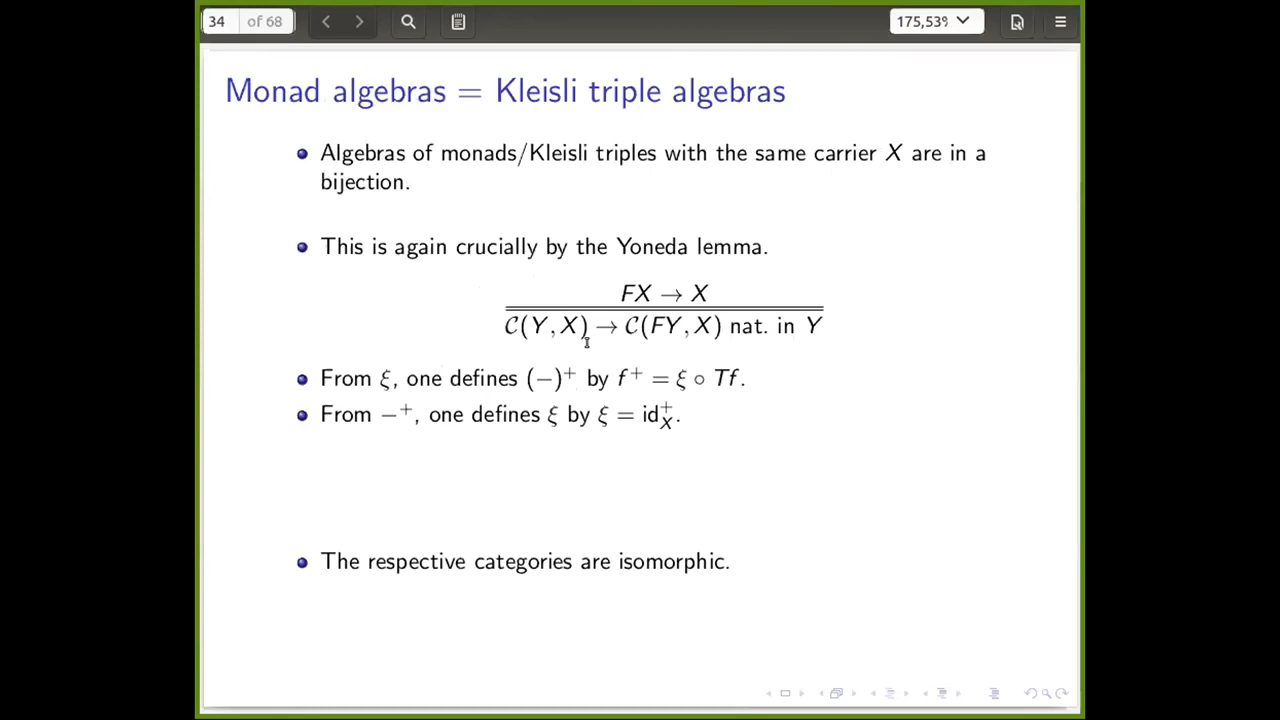 34 of 68 175,53%
Monad algebras = Kleisli triple algebras
Algebras of monads/Kleisli triples with the same carrier X are in a
bijection.
This is again crucially by the Yoneda lemma.
FX → X
𝒞(Y, X) → 𝒞(FY, X) nat. in Y
From ξ, one defines (−)⁺ by f⁺ = ξ ∘ Tf.
From −⁺, one defines ξ by ξ = id_X⁺.
The respective categories are isomorphic.